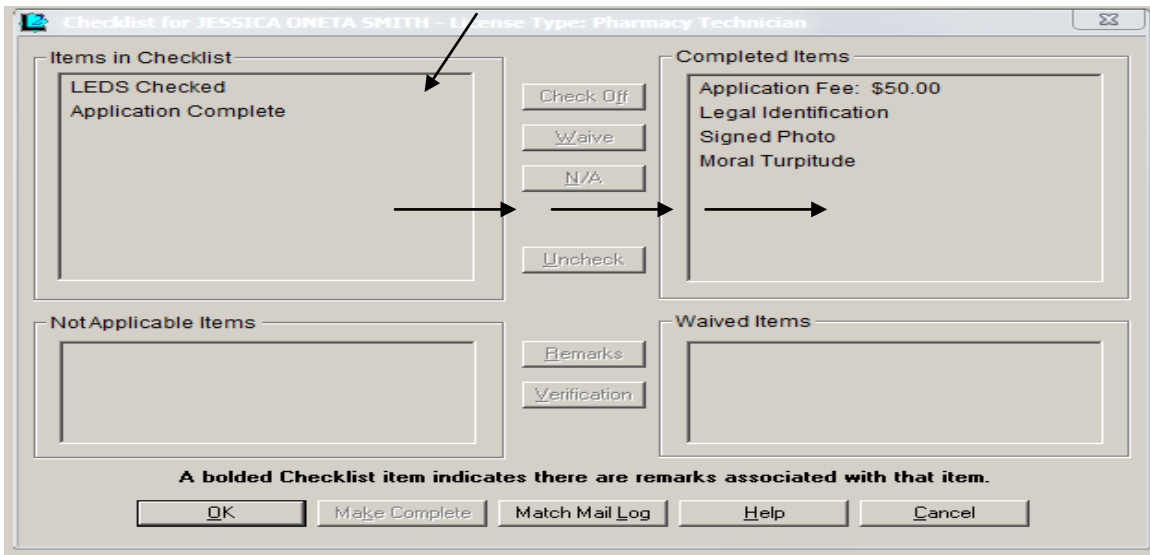 Checklist for JESSICA ONETA SMITH - License Type: Pharmacy Technician
Items in Checklist
LEDS Checked
Application Complete
Check Off
Waive
N/A
Uncheck
Completed Items
Application Fee: $50.00
Legal Identification
Signed Photo
Moral Turpitude
Not Applicable Items
Remarks
Verification
Waived Items
A bolded Checklist item indicates there are remarks associated with that item.
OK
Make Complete
Match Mail Log
Help
Cancel